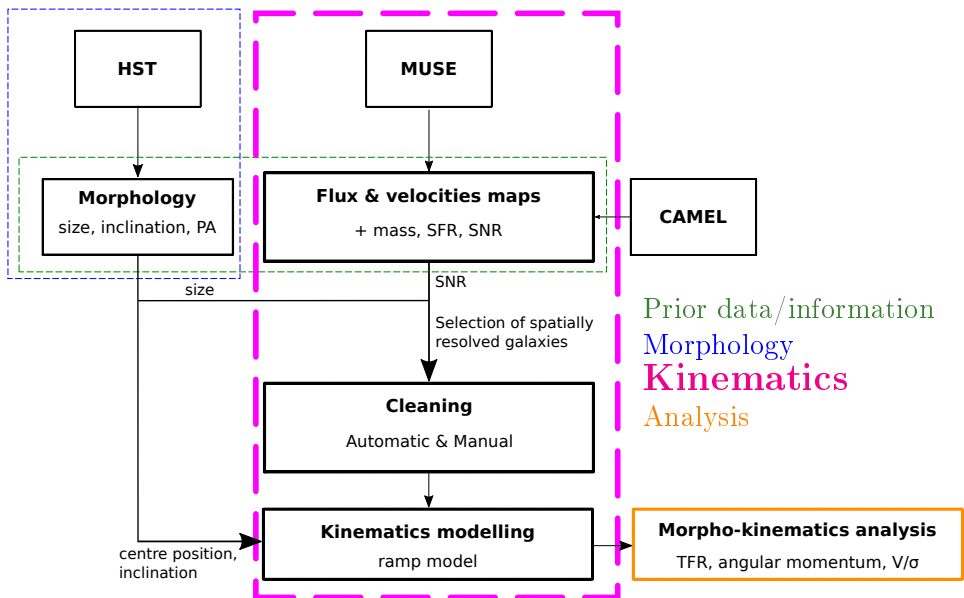 HST
MUSE
Morphology
size, inclination, PA
Flux & velocities maps
+ mass, SFR, SNR
CAMEL
size
SNR
Selection of spatially
resolved galaxies
Prior data/information
Morphology
Kinematics
Analysis
Cleaning
Automatic & Manual
centre position,
inclination
Kinematics modelling
ramp model
Morpho-kinematics analysis
TFR, angular momentum, V/σ